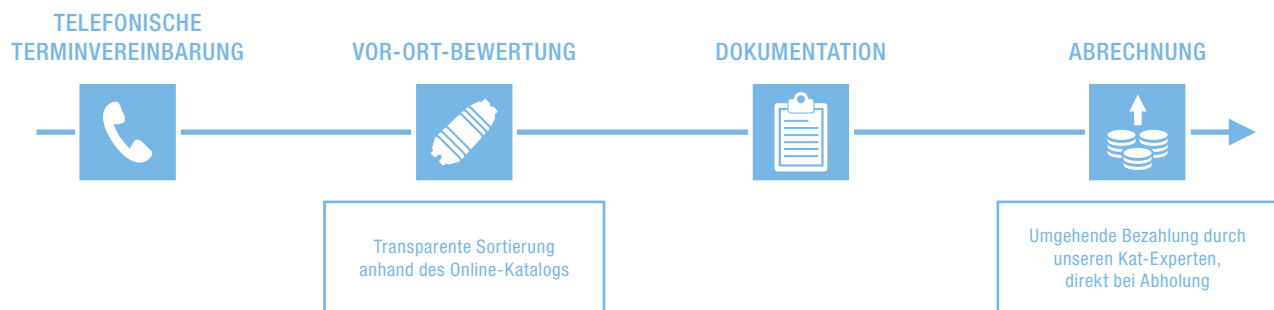 TELEFONISCHE
TERMINVEREINBARUNG
VOR-ORT-BEWERTUNG
DOKUMENTATION
ABRECHNUNG
Transparente Sortierung
anhand des Online-Katalogs
Umgehende Bezahlung durch
unseren Kat-Experten,
direkt bei Abholung